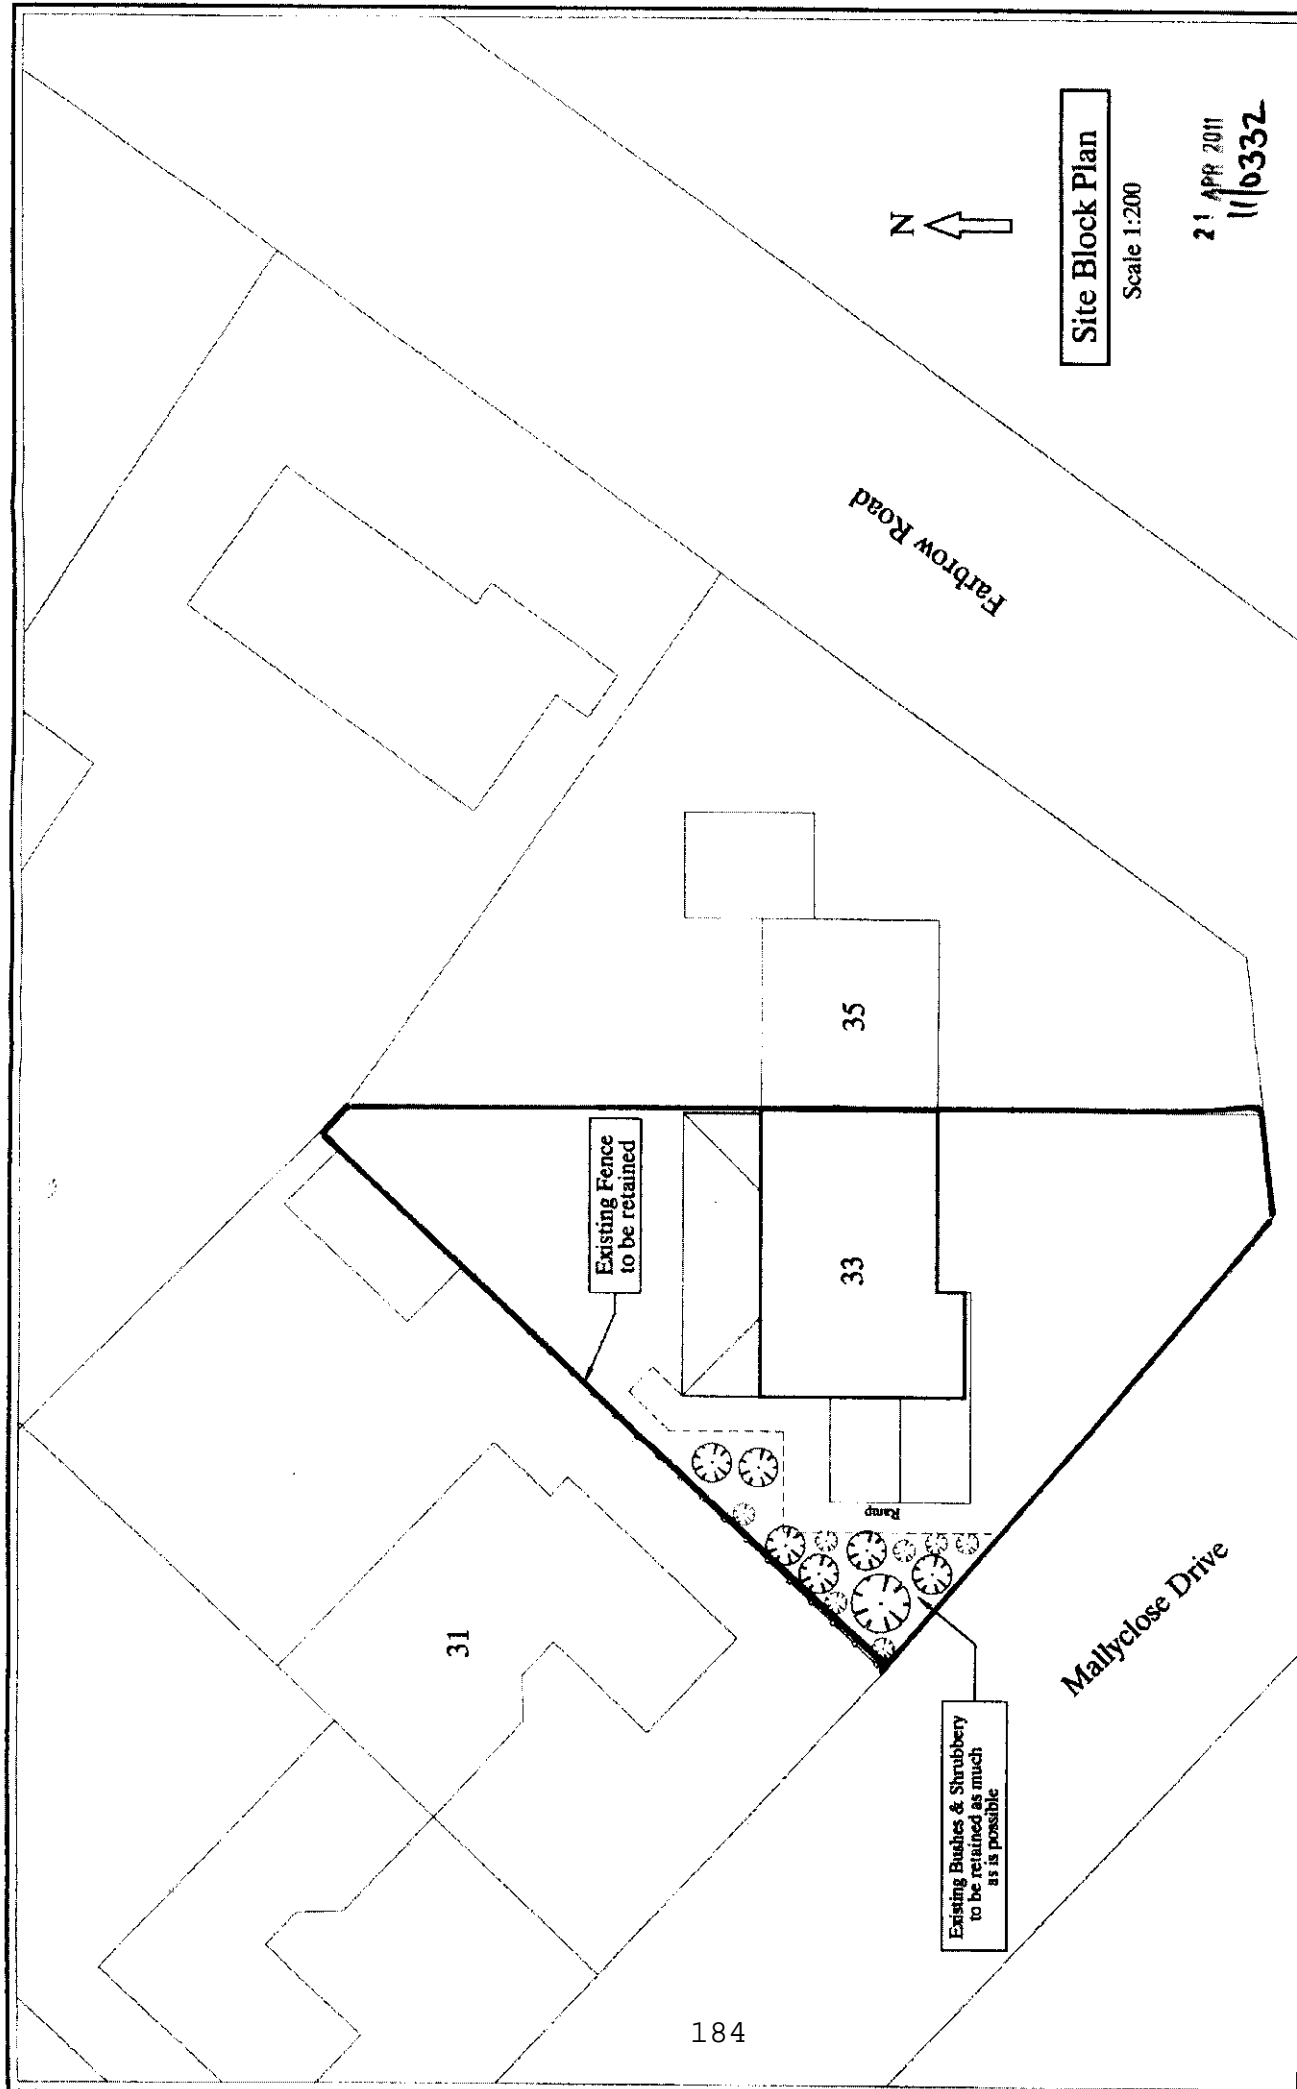 N
Site Block Plan
Scale 1:200
21 APR 2011
11/0332
Farbrow Road
35
33
31
Existing Fence
to be retained
Ramp
Existing Bushes & Shrubbery
to be retained as much
as is possible
Mallyclose Drive
184